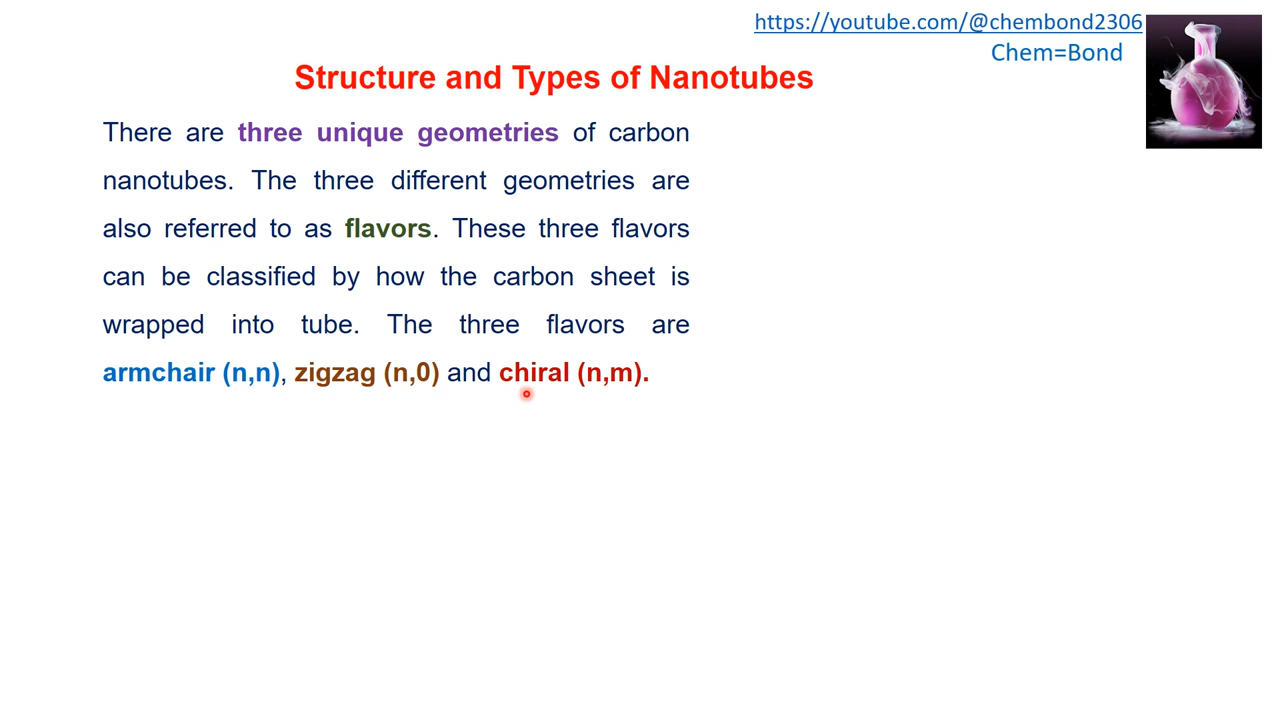 https://youtube.com/@chembond2306
Chem=Bond
Structure and Types of Nanotubes
There are three unique geometries of carbon
nanotubes. The three different geometries are
also referred to as flavors. These three flavors
can be classified by how the carbon sheet is
wrapped into tube. The three flavors are
armchair (n,n), zigzag (n,0) and chiral (n,m).